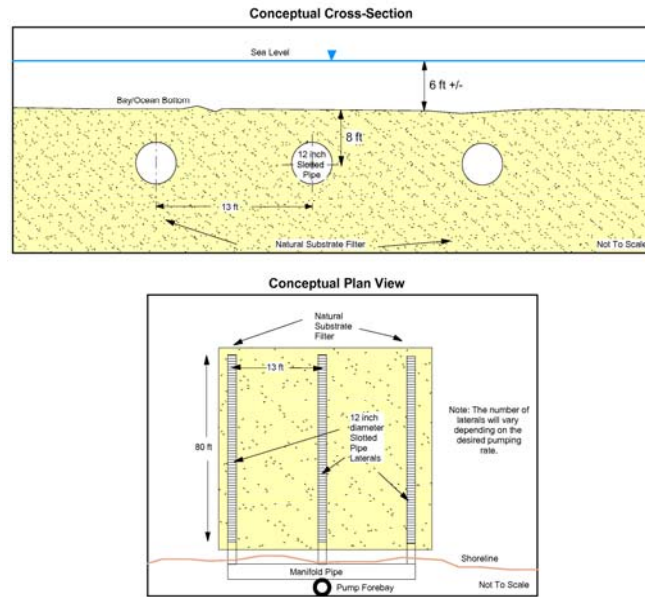 Conceptual Cross-Section
Sea Level
6 ft +/-
Bay/Ocean Bottom
8 ft
12 inch
Slotted
Pipe
13 ft
Natural Substrate Filter
Not To Scale
Conceptual Plan View
Natural
Substrate
Filter
13 ft
12 inch
diameter
Slotted
Pipe
Laterals
80 ft
Note: The number of
laterals will vary
depending on the
desired pumping
rate.
Shoreline
Manifold Pipe
Pump Forebay
Not To Scale